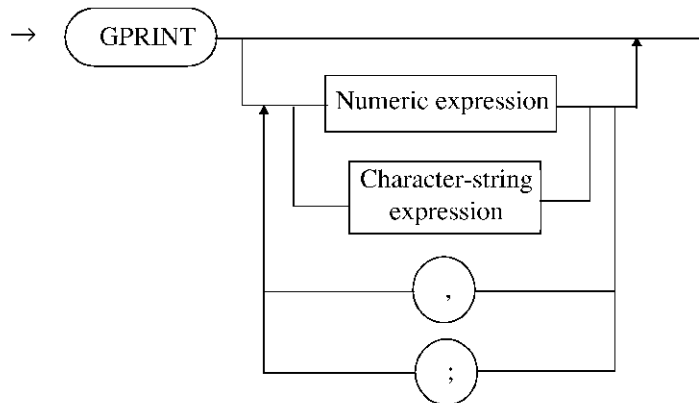 → GPRINT
Numeric expression
Character-string
expression
,
;